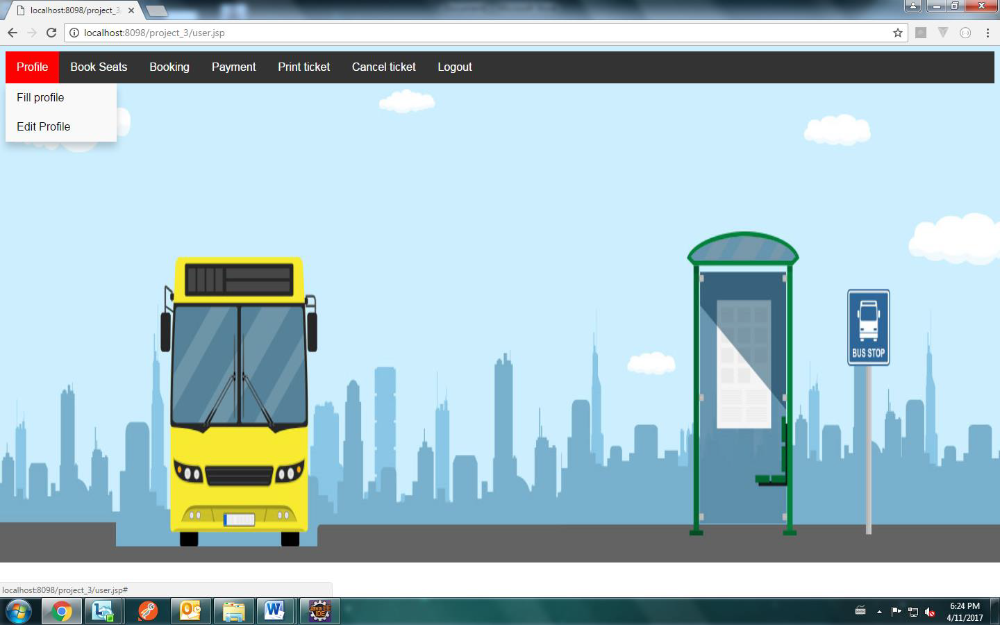 localhost:8098/project_3/
localhost:8098/project_3/user.jsp
Profile Book Seats Booking Payment Print ticket Cancel ticket Logout
Fill profile
Edit Profile
BUS STOP
localhost:8098/project_3/user.jsp#
Java EE
IDE
6:24 PM
4/11/2017